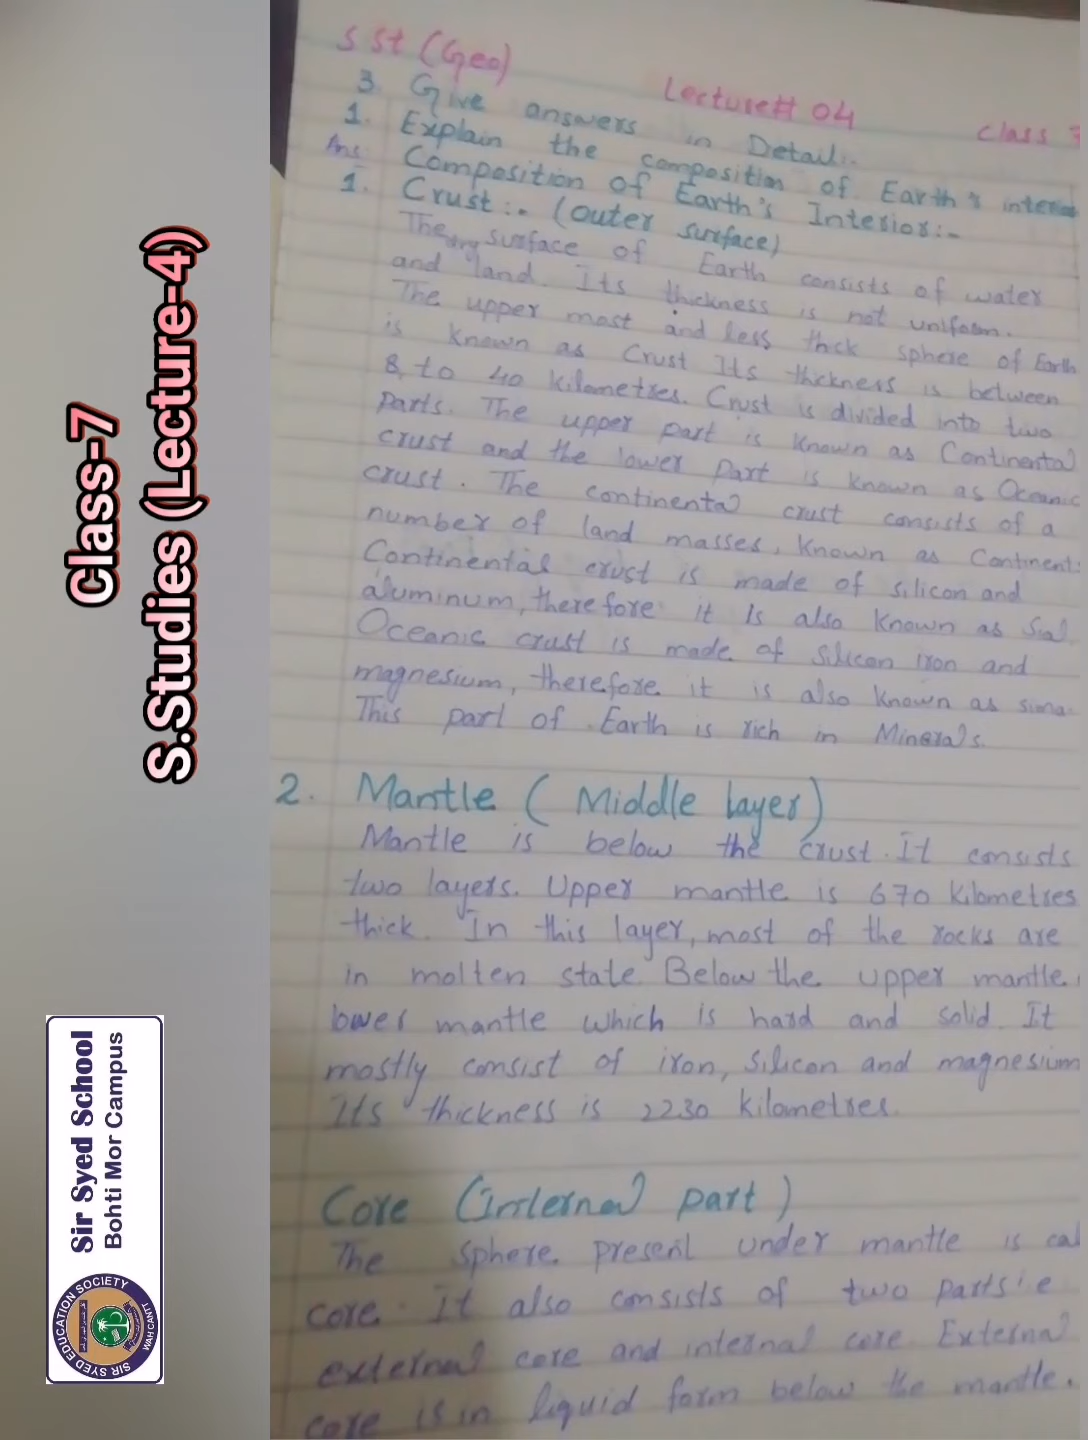 Class-7
S.Studies (Lecture-4)
Sir Syed School
Bohti Mor Campus
SIR SYED EDUCATION SOCIETY
WAH CANTT
S St (Geo)
Lecture# 04
Class 7
3. Give answers in Detail:-
1. Explain the composition of Earth's interior
Ans Composition of Earth's Interior:-
1. Crust:- (outer surface)
The dry surface of Earth consists of water
and land. Its thickness is not uniform.
The upper most and less thick sphere of Earth
is known as Crust Its thickness is between
8 to 40 kilometres. Crust is divided into two
parts. The upper part is known as Continental
crust and the lower part is known as Oceanic
crust. The continental crust consists of a
number of land masses, known as Continents
Continental crust is made of silicon and
aluminum, therefore it is also known as Sial.
Oceanic crust is made of silicon iron and
magnesium, therefore it is also known as sima.
This part of Earth is rich in Minerals.
2. Mantle (Middle layer)
Mantle is below the crust. It consists
two layers. Upper mantle is 670 kilometres
thick. In this layer, most of the rocks are
in molten state Below the upper mantle,
lower mantle which is hard and solid. It
mostly consist of iron, silicon and magnesium
Its thickness is 2230 kilometres.
Core (internal part)
The sphere present under mantle is cal
core. It also consists of two parts i.e
external core and internal core. External
core is in liquid form below the mantle.